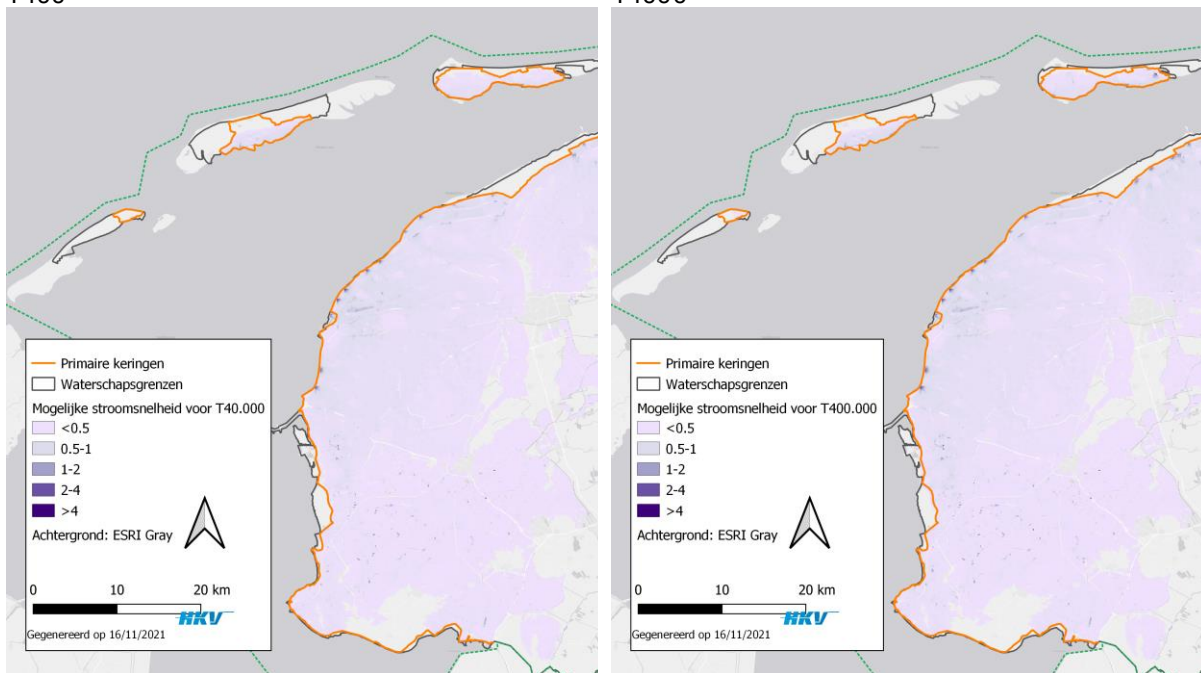 Primaire keringen
Waterschapsgrenzen
Mogelijke stroomsnelheid voor T40.000
<0.5
0.5-1
1-2
2-4
>4
Achtergrond: ESRI Gray
0 10 20 km
HKV
Gegenereerd op 16/11/2021
Primaire keringen
Waterschapsgrenzen
Mogelijke stroomsnelheid voor T400.000
<0.5
0.5-1
1-2
2-4
>4
Achtergrond: ESRI Gray
0 10 20 km
HKV
Gegenereerd op 16/11/2021